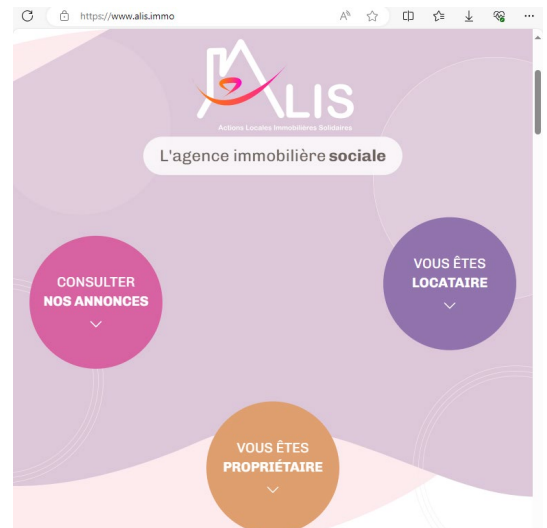 https://www.alis.immo
ALIS
Actions Locales Immobilières Solidaires
L'agence immobilière sociale
CONSULTER
NOS ANNONCES
VOUS ÊTES
LOCATAIRE
VOUS ÊTES
PROPRIÉTAIRE